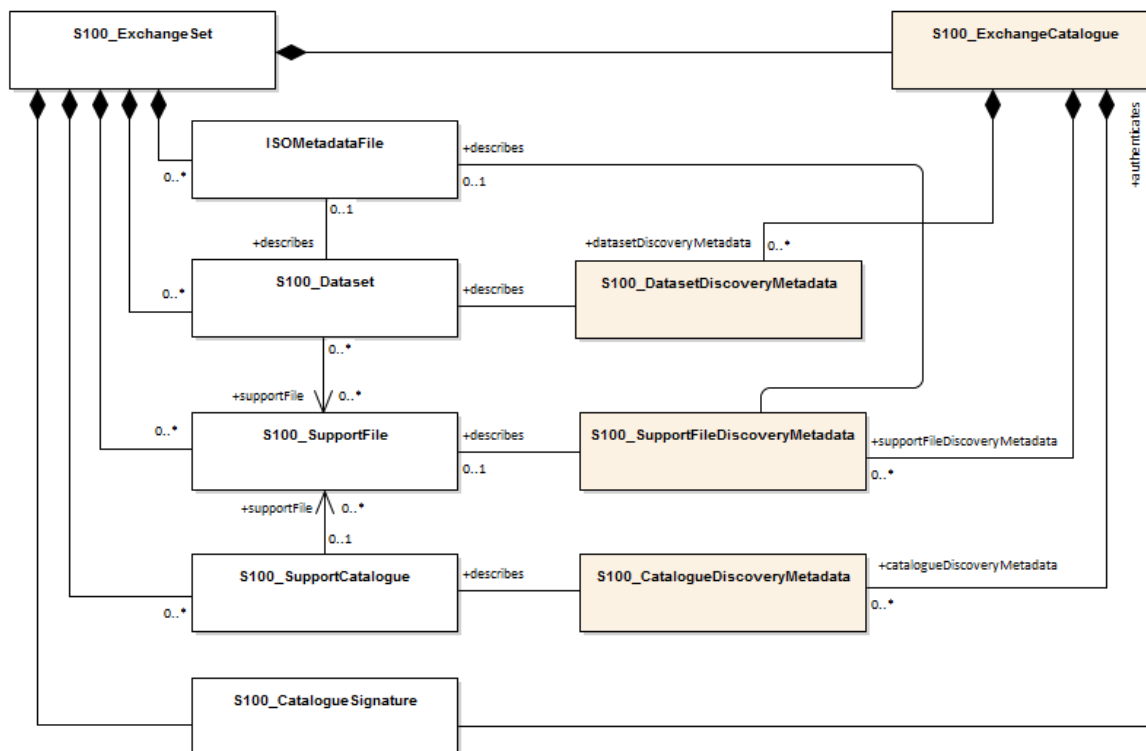 S100_ExchangeSet
S100_ExchangeCatalogue
+authenticates
ISOMetadataFile
+describes
0..*
0..1
0..1
+describes
+datasetDiscoveryMetadata
0..*
S100_Dataset
+describes
S100_DatasetDiscoveryMetadata
0..*
0..*
+supportFile
0..*
S100_SupportFile
+describes
S100_SupportFileDiscoveryMetadata
+supportFileDiscoveryMetadata
0..*
0..1
0..*
+supportFile
0..*
0..1
S100_SupportCatalogue
+describes
S100_CatalogueDiscoveryMetadata
+catalogueDiscoveryMetadata
0..*
0..*
S100_CatalogueSignature